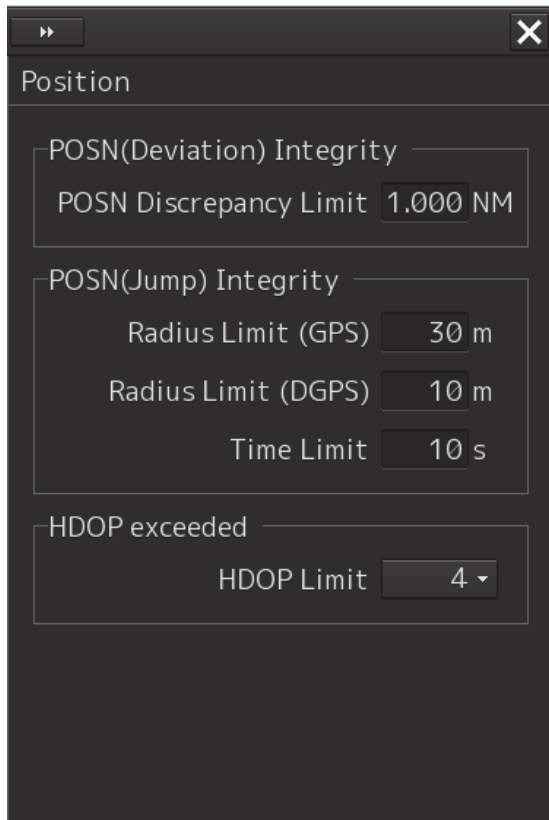 Position
POSN(Deviation) Integrity
POSN Discrepancy Limit 1.000 NM
POSN(Jump) Integrity
Radius Limit (GPS) 30 m
Radius Limit (DGPS) 10 m
Time Limit 10 s
HDOP exceeded
HDOP Limit 4